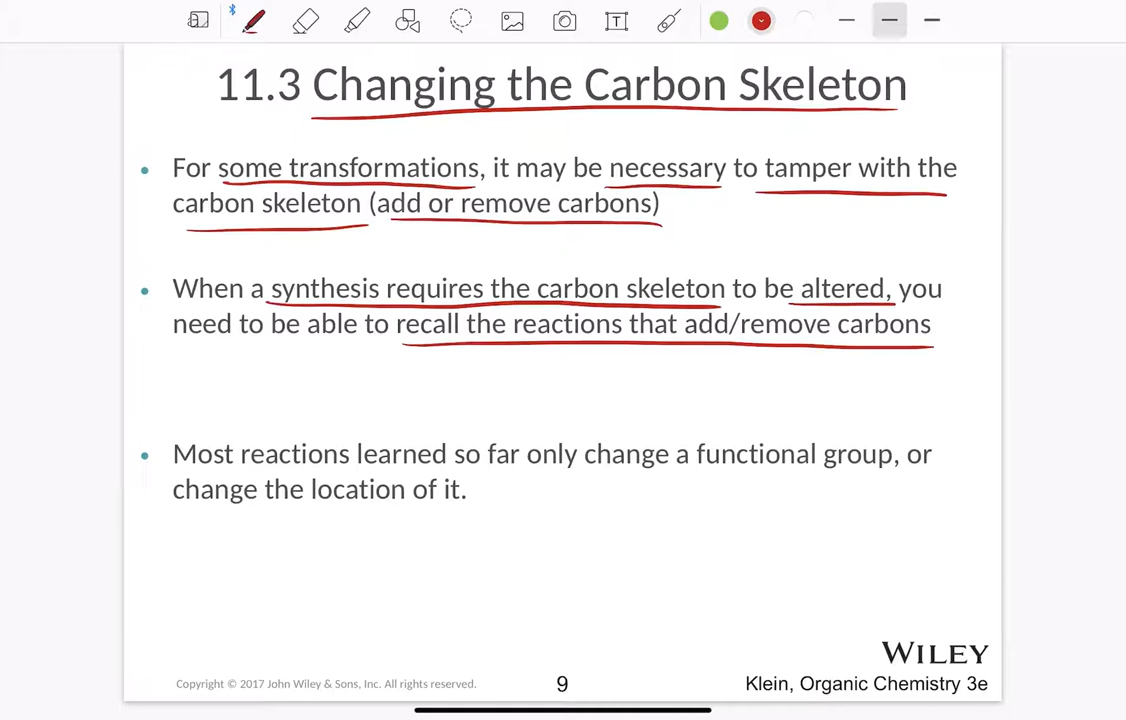 T
11.3 Changing the Carbon Skeleton
• For some transformations, it may be necessary to tamper with the
carbon skeleton (add or remove carbons)
• When a synthesis requires the carbon skeleton to be altered, you
need to be able to recall the reactions that add/remove carbons
• Most reactions learned so far only change a functional group, or
change the location of it.
WILEY
Copyright © 2017 John Wiley & Sons, Inc. All rights reserved.
9
Klein, Organic Chemistry 3e